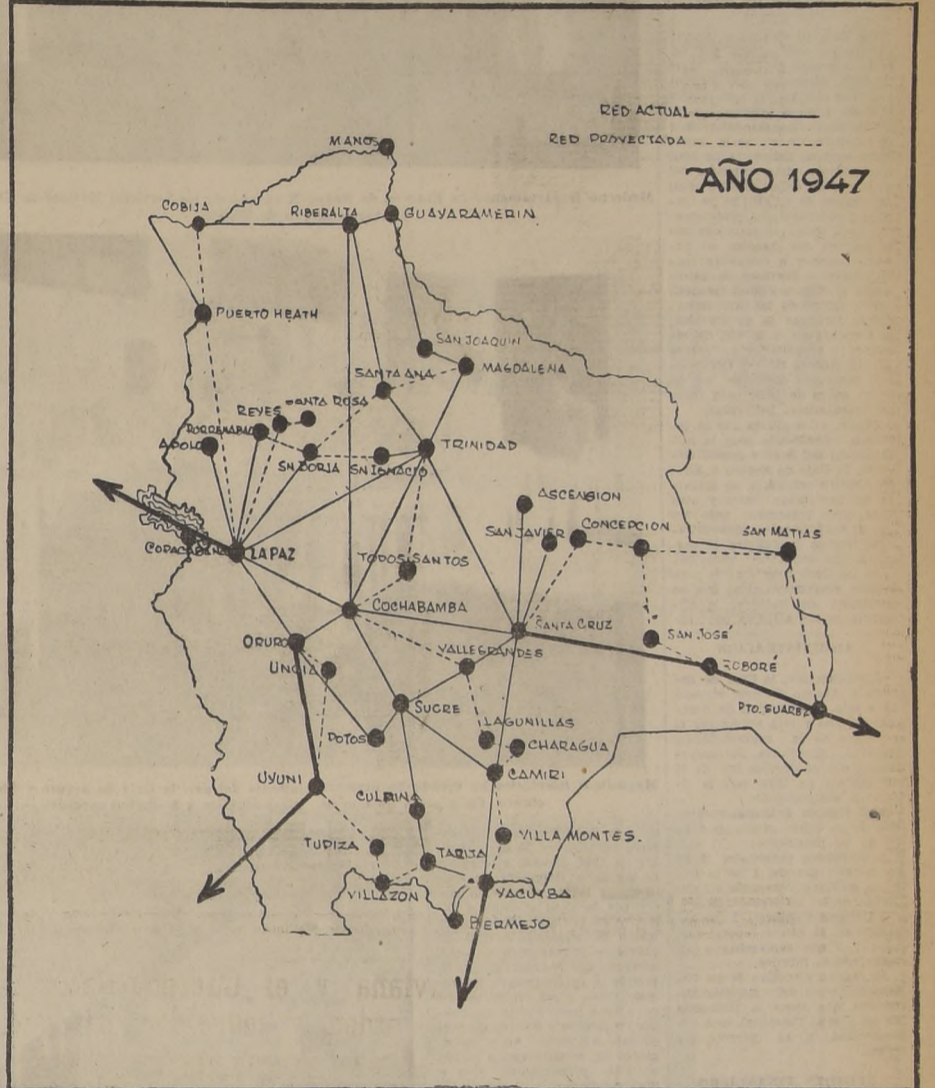 RED ACTUAL
RED PROYECTADA
AÑO 1947
MANOS
COBIJA
RIBERALTA
GUAYARAMERIN
PUERTO HEATH
SAN JOAQUIN
SANTA ANA
MAGDALENA
SANTA ROSA
REYES
APOLO
TRINIDAD
SN BORJA
SN IGNACIO
ASCENSION
SAN JAVIER
CONCEPCION
SAN MATIAS
COPACABANA
LA PAZ
TODOS SANTOS
COCHABAMBA
SANTA CRUZ
SAN JOSÉ
ORURO
VALLEGRANDES
UNCIA
ROBORÉ
SUCRE
PTO. SUAREZ
LAGUNILLAS
POTOSI
CHARAGUA
UYUNI
CAMIRI
CULPINA
VILLA MONTES.
TUPIZA
TARIJA
VILLAZON
YACUIBA
BERMEJO